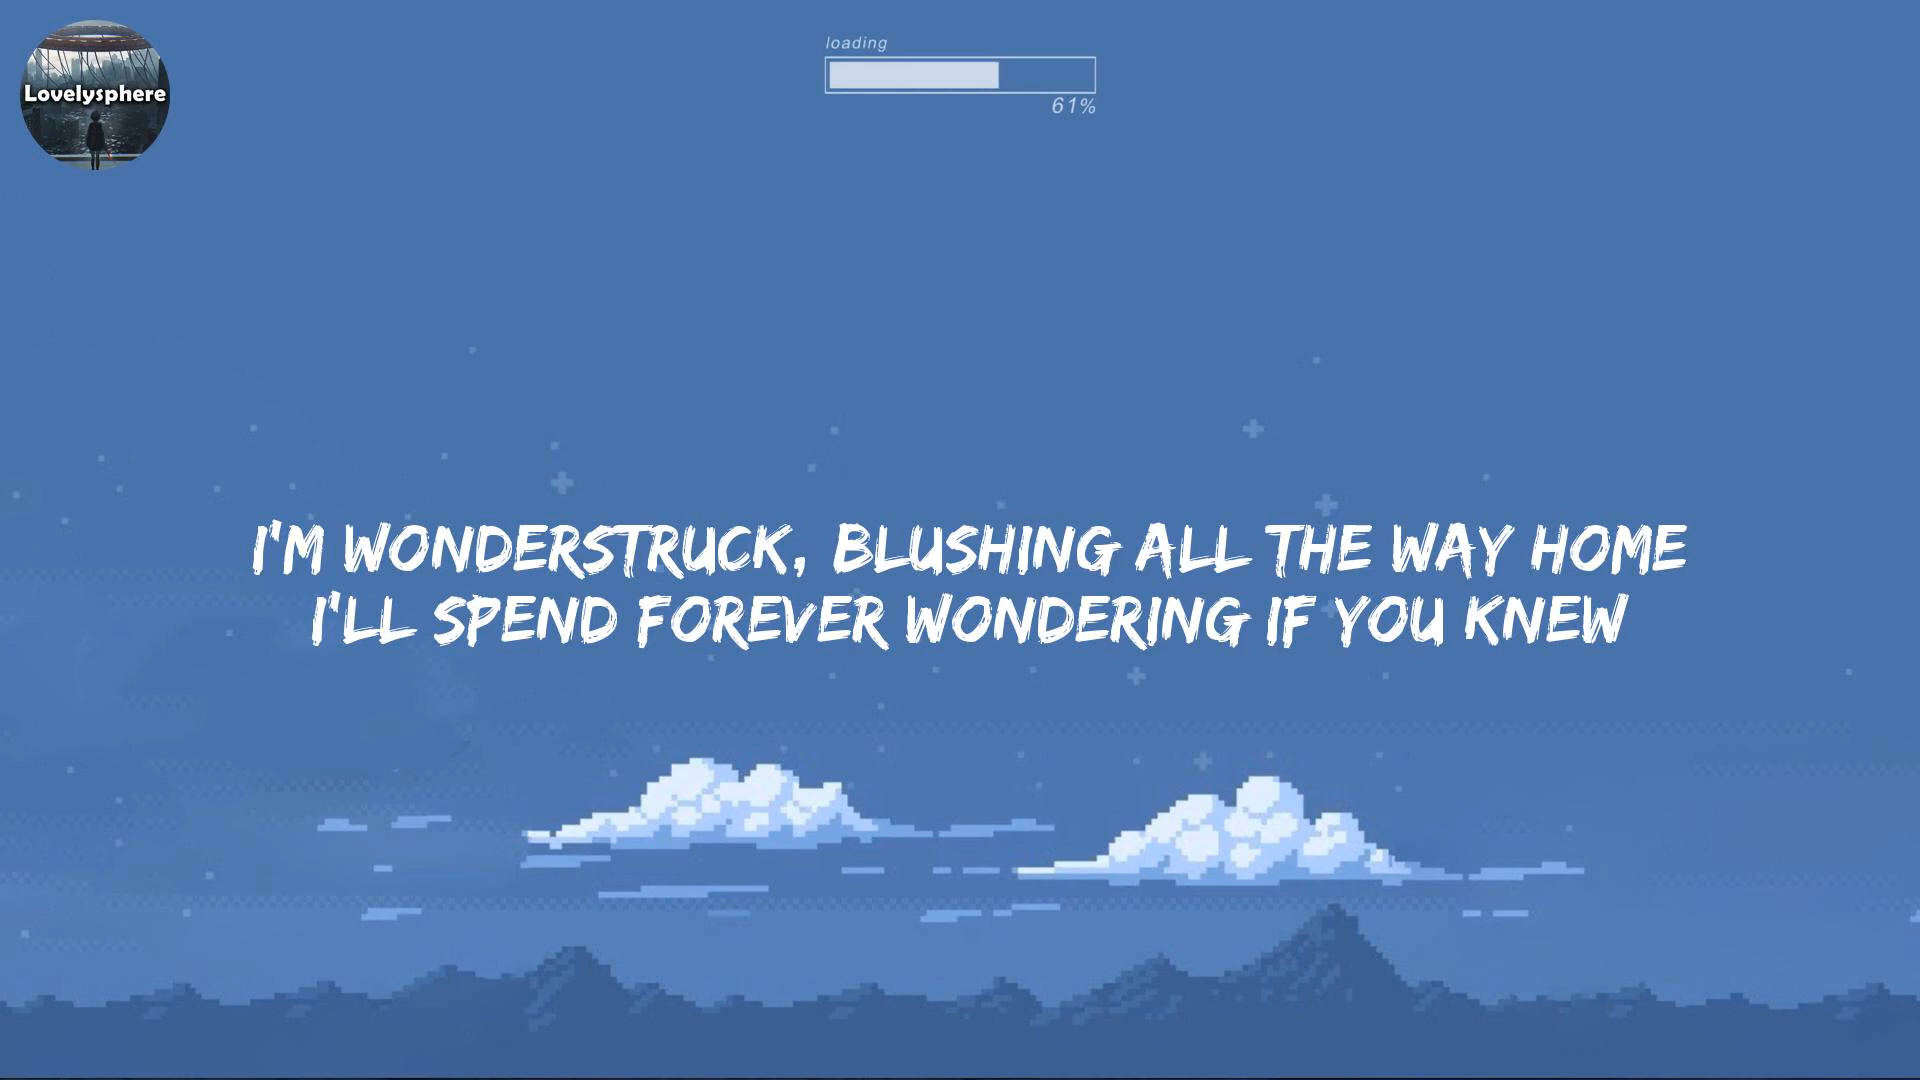 Lovelysphere
loading
61%
I'M WONDERSTRUCK, BLUSHING ALL THE WAY HOME
I'LL SPEND FOREVER WONDERING IF YOU KNEW